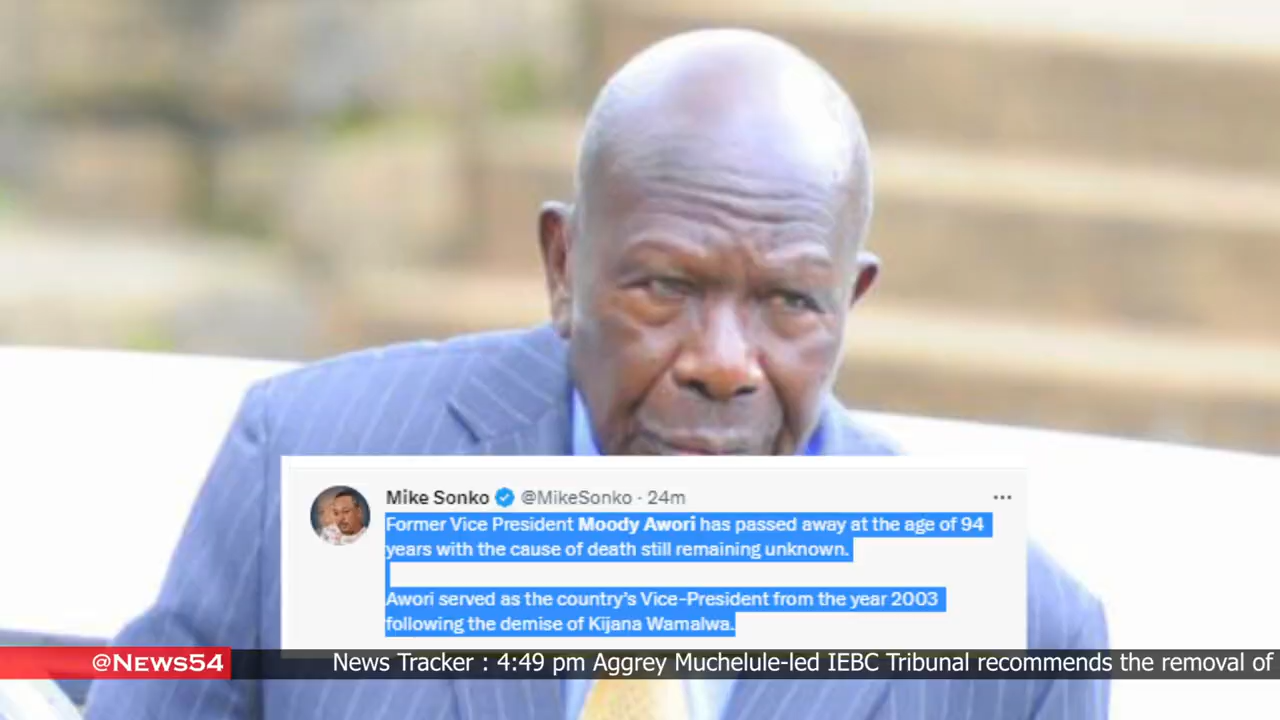 Mike Sonko @MikeSonko · 24m
Former Vice President Moody Awori has passed away at the age of 94
years with the cause of death still remaining unknown.
Awori served as the country's Vice-President from the year 2003
following the demise of Kijana Wamalwa.
@News54
News Tracker : 4:49 pm Aggrey Muchelule-led IEBC Tribunal recommends the removal of